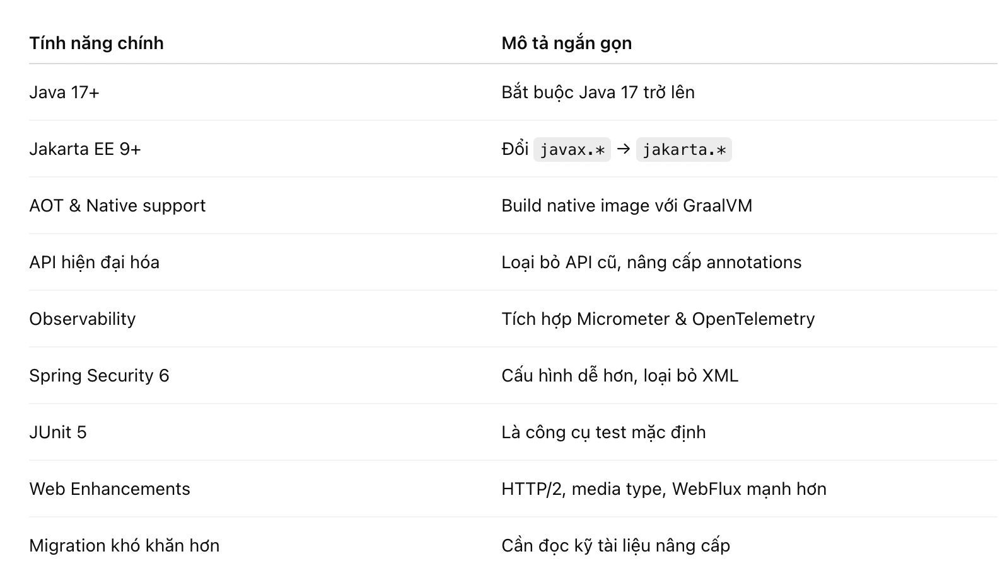 Tính năng chính	Mô tả ngắn gọn
Java 17+	Bắt buộc Java 17 trở lên
Jakarta EE 9+	Đổi javax.* → jakarta.*
AOT & Native support	Build native image với GraalVM
API hiện đại hóa	Loại bỏ API cũ, nâng cấp annotations
Observability	Tích hợp Micrometer & OpenTelemetry
Spring Security 6	Cấu hình dễ hơn, loại bỏ XML
JUnit 5	Là công cụ test mặc định
Web Enhancements	HTTP/2, media type, WebFlux mạnh hơn
Migration khó khăn hơn	Cần đọc kỹ tài liệu nâng cấp